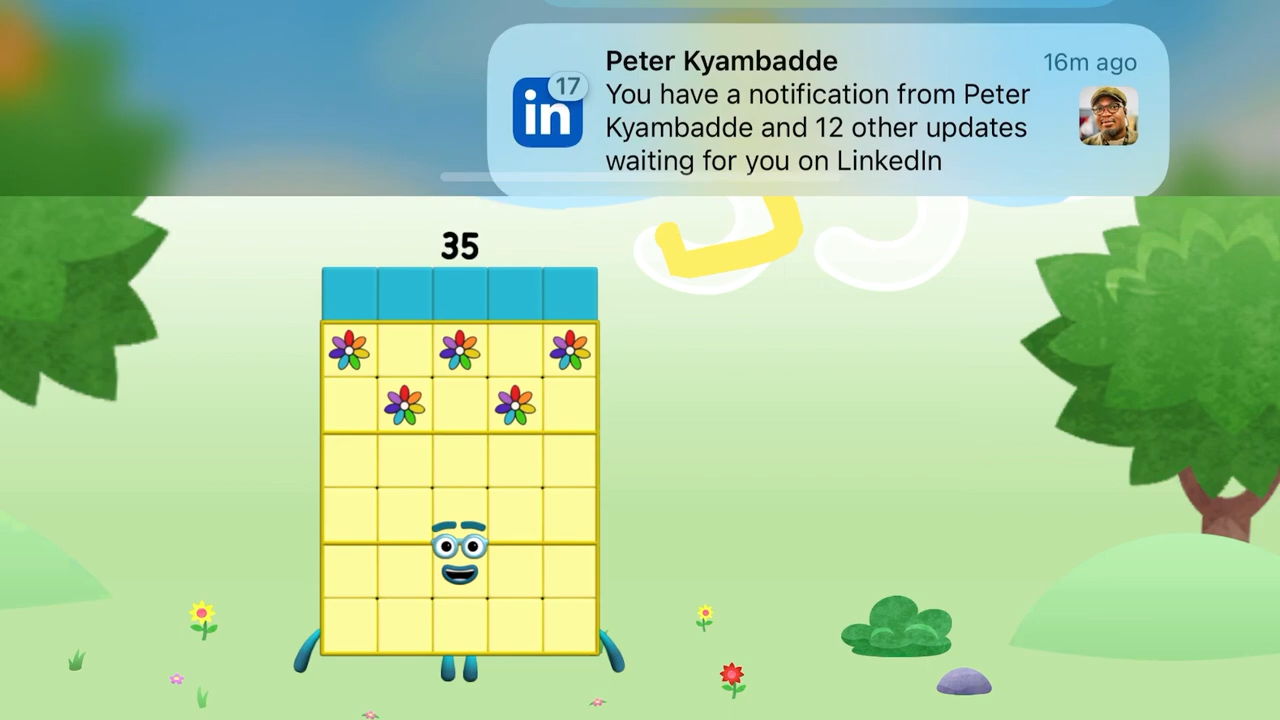 Peter Kyambadde
16m ago
17
in
You have a notification from Peter
Kyambadde and 12 other updates
waiting for you on LinkedIn
35